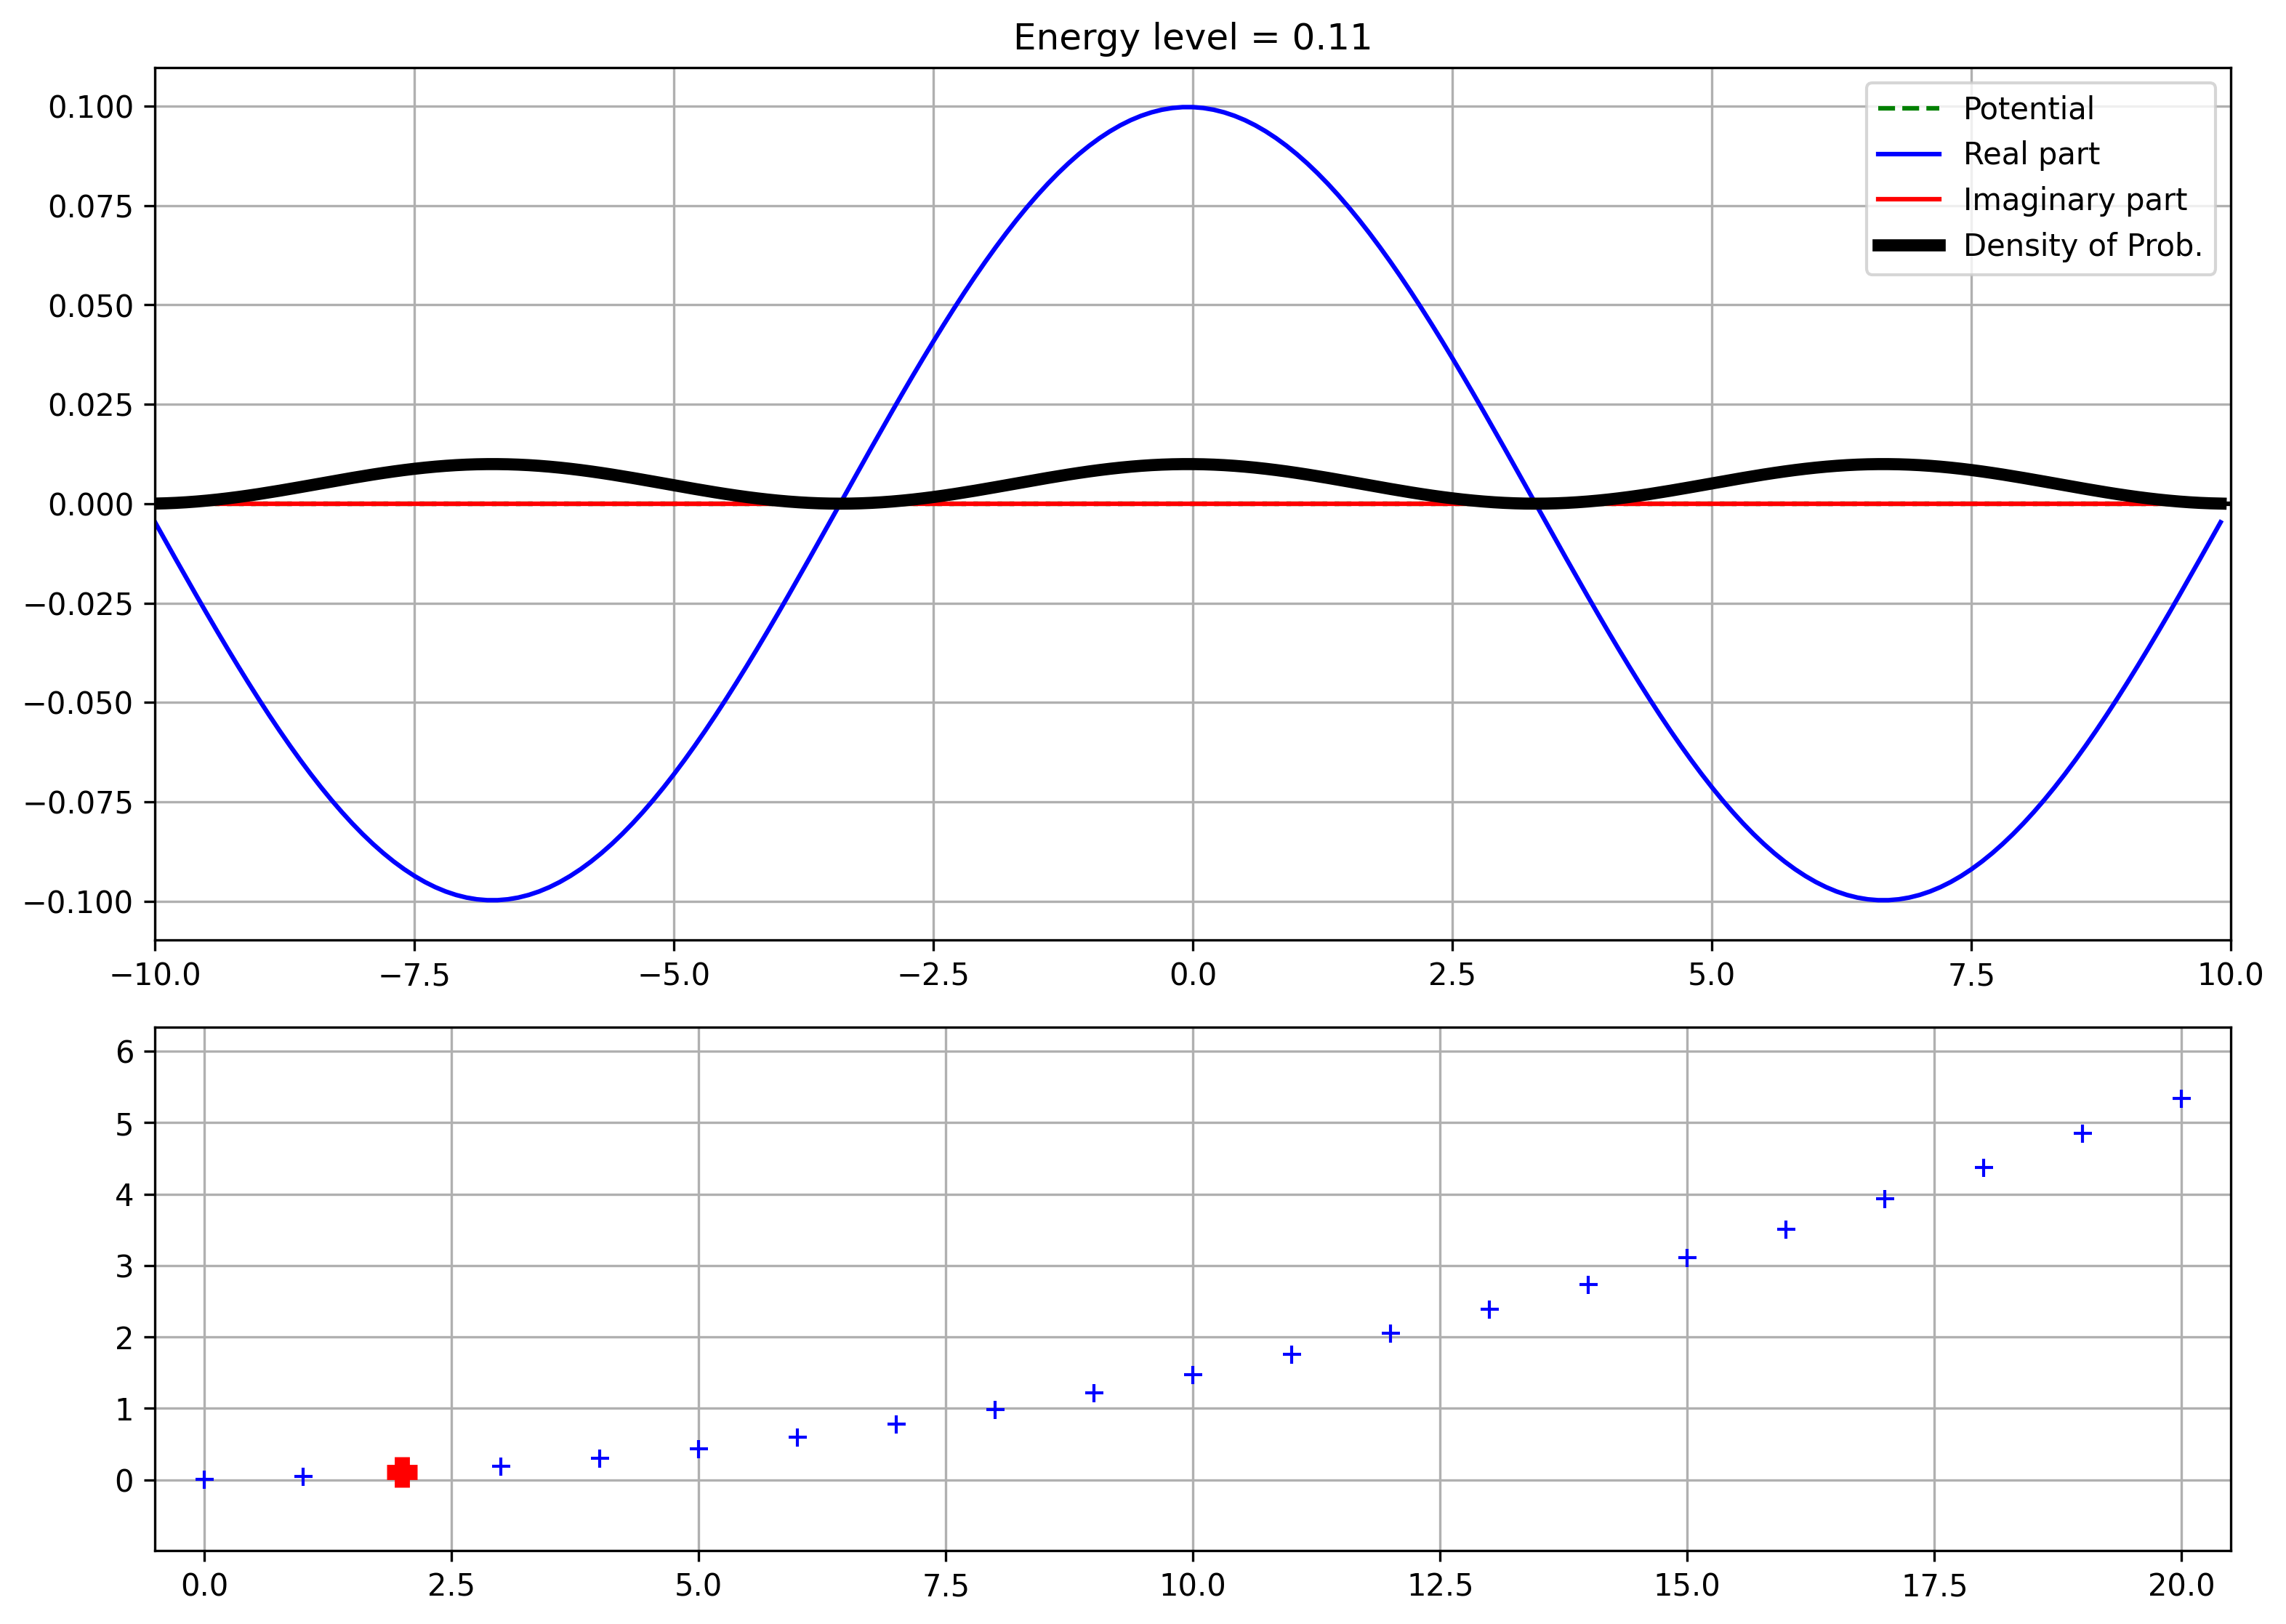 Energy level = 0.11
0.100
0.075
0.050
0.025
0.000
−0.025
−0.050
−0.075
−0.100
Potential
Real part
Imaginary part
Density of Prob.
−10.0 −7.5 −5.0 −2.5 0.0 2.5 5.0 7.5 10.0
6
5
4
3
2
1
0
0.0 2.5 5.0 7.5 10.0 12.5 15.0 17.5 20.0